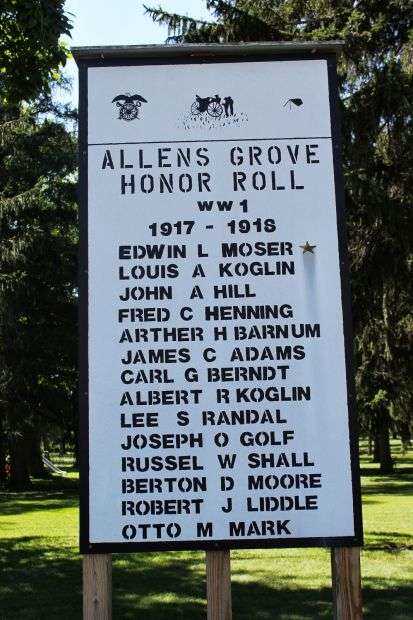 ALLENS GROVE
HONOR ROLL
WW1
1917 - 1918
EDWIN L MOSER
LOUIS A KOGLIN
JOHN A HILL
FRED C HENNING
ARTHER H BARNUM
JAMES C ADAMS
CARL G BERNDT
ALBERT R KOGLIN
LEE S RANDAL
JOSEPH O GOLF
RUSSEL W SHALL
BERTON D MOORE
ROBERT J LIDDLE
OTTO M MARK